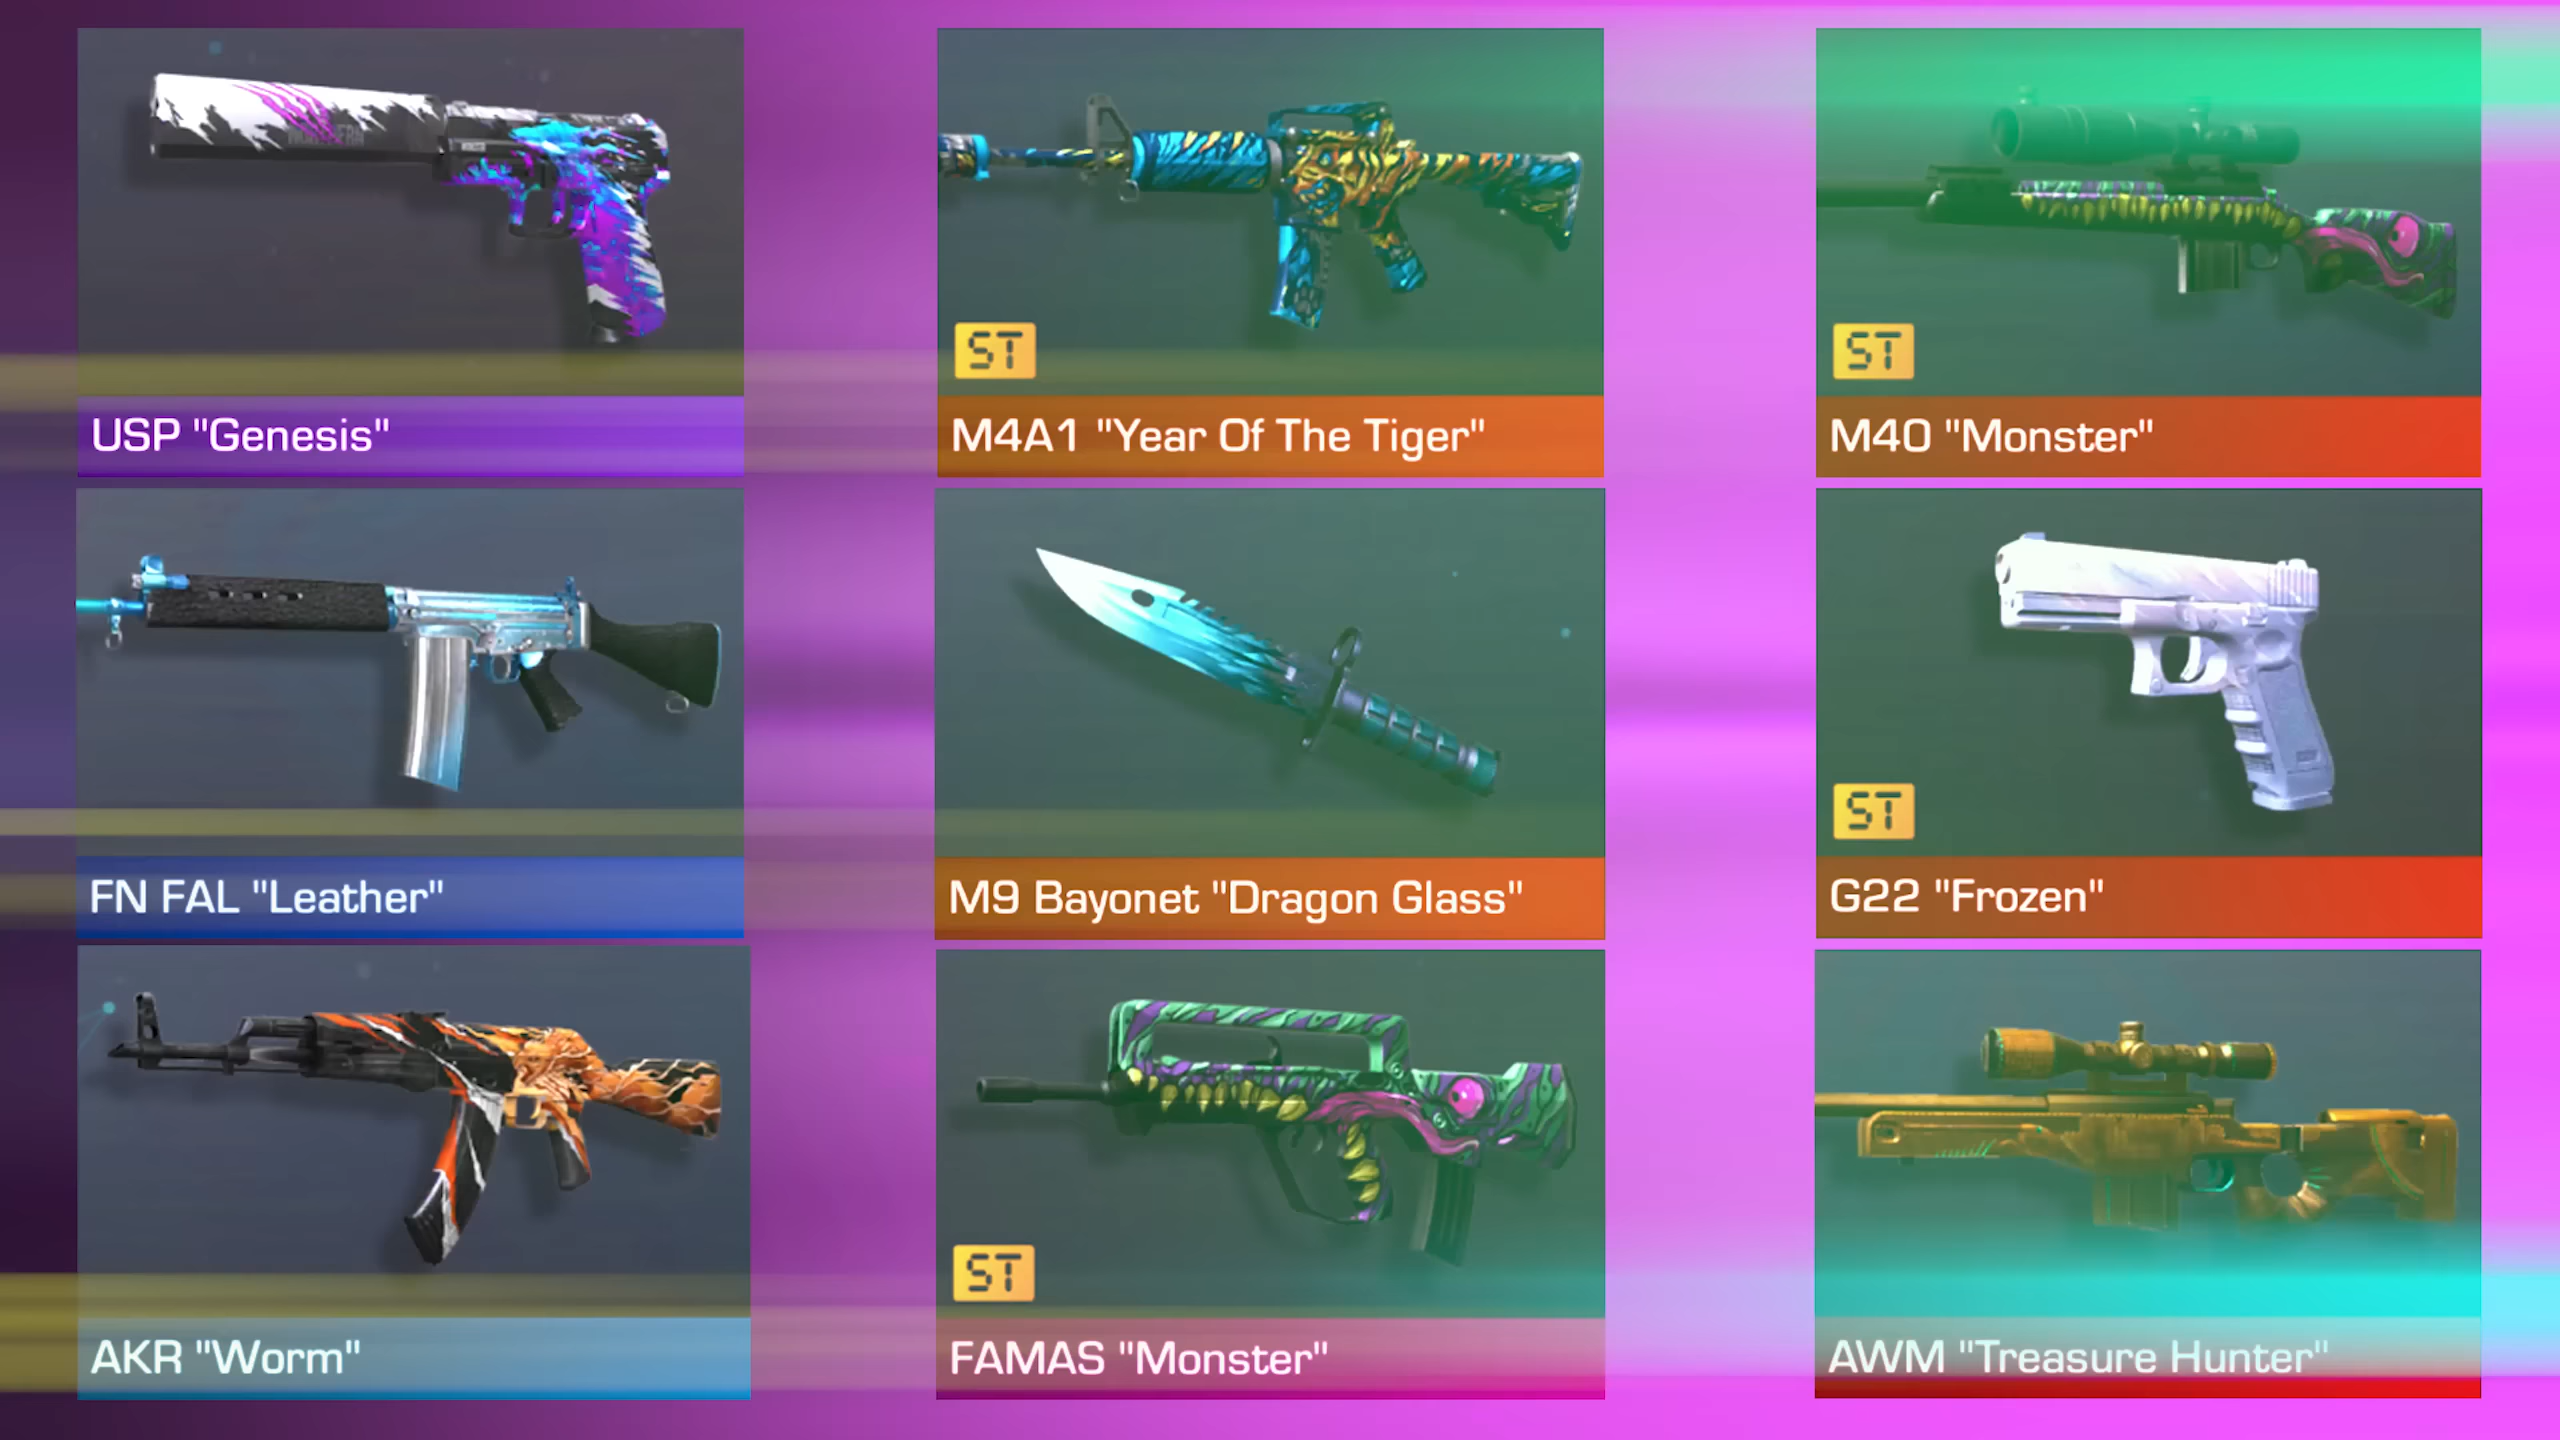 USP "Genesis"
ST
M4A1 "Year Of The Tiger"
ST
M40 "Monster"
FN FAL "Leather"
M9 Bayonet "Dragon Glass"
ST
G22 "Frozen"
AKR "Worm"
ST
FAMAS "Monster"
AWM "Treasure Hunter"